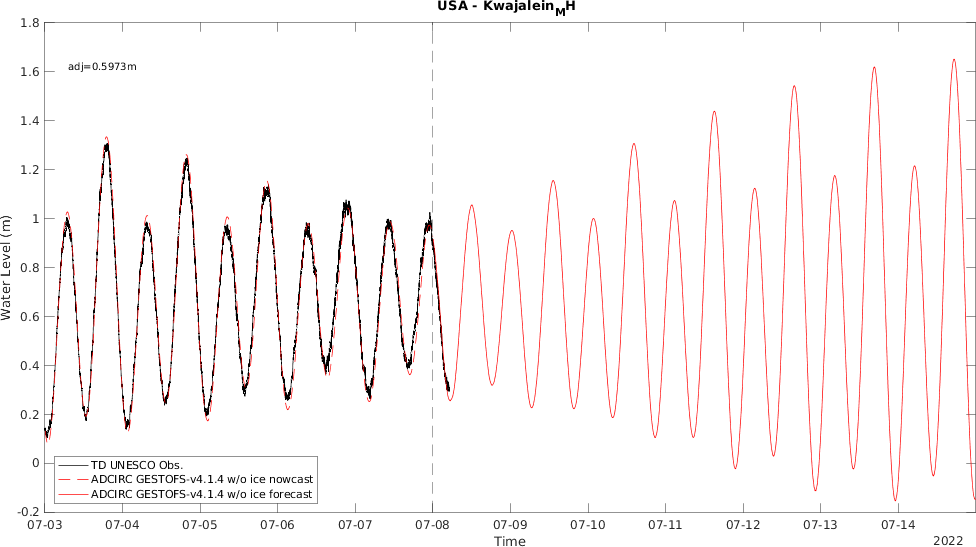 USA - Kwajalein_MH
1.8
adj=0.5973m
1.6
1.4
1.2
1
0.8
0.6
0.4
0.2
0
-0.2
Water Level (m)
TD UNESCO Obs.
ADCIRC GESTOFS-v4.1.4 w/o ice nowcast
ADCIRC GESTOFS-v4.1.4 w/o ice forecast
07-03 07-04 07-05 07-06 07-07 07-08 07-09 07-10 07-11 07-12 07-13 07-14
Time
2022